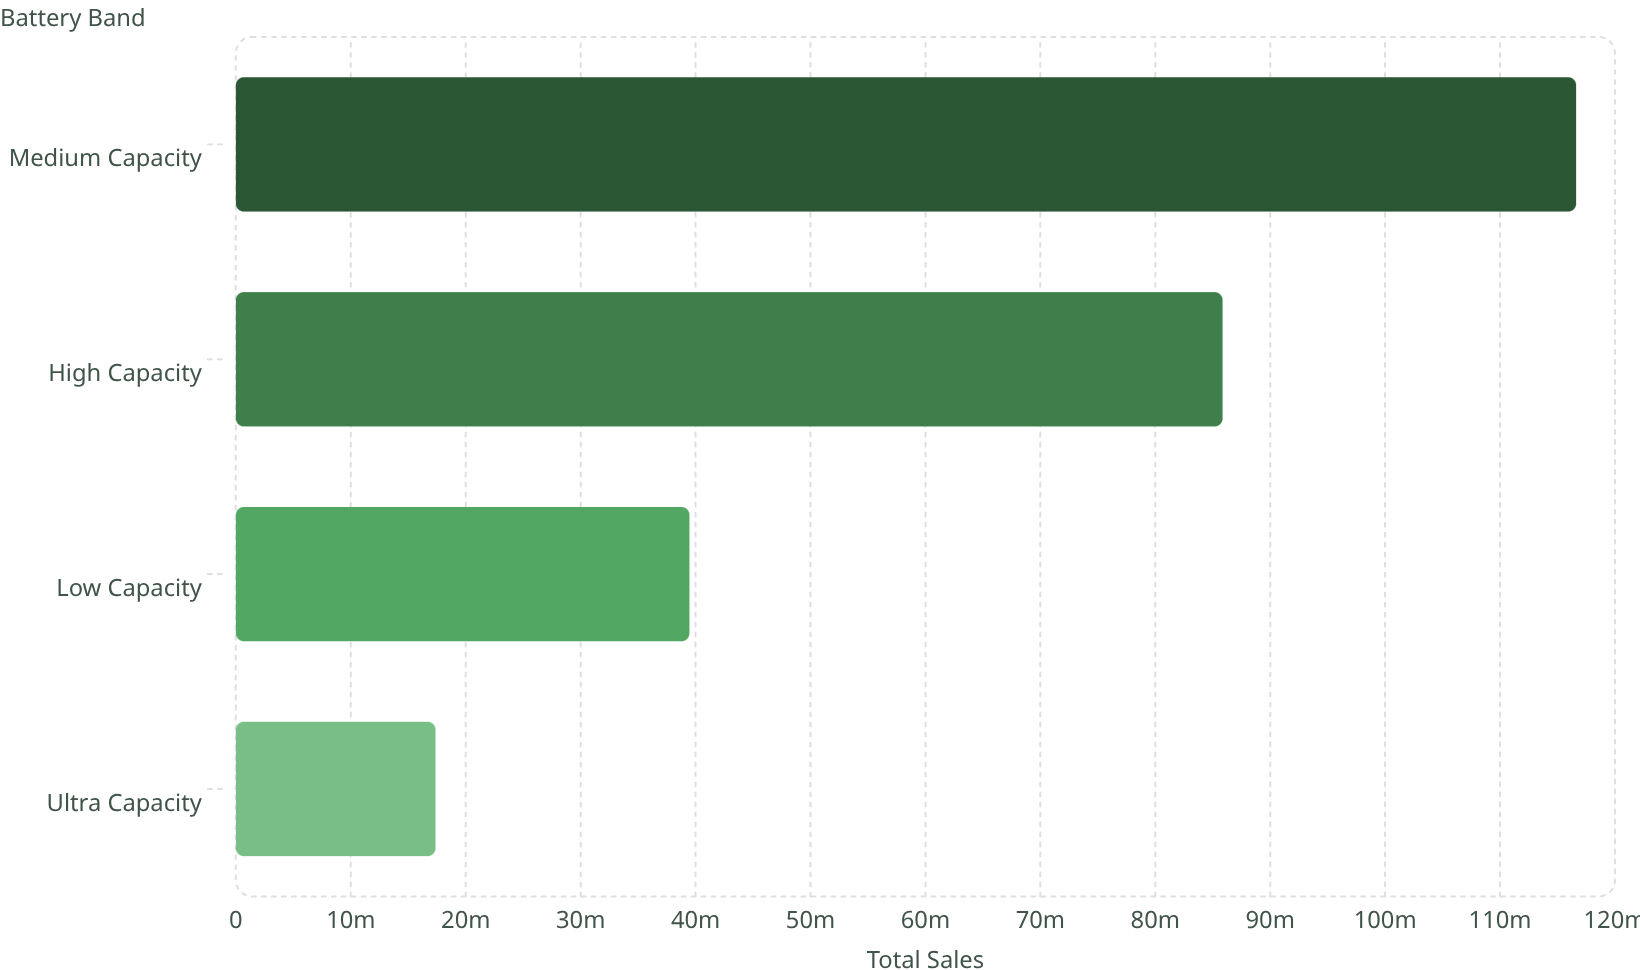 Battery Band
Medium Capacity
High Capacity
Low Capacity
Ultra Capacity
0 10m 20m 30m 40m 50m 60m 70m 80m 90m 100m 110m 120m
Total Sales